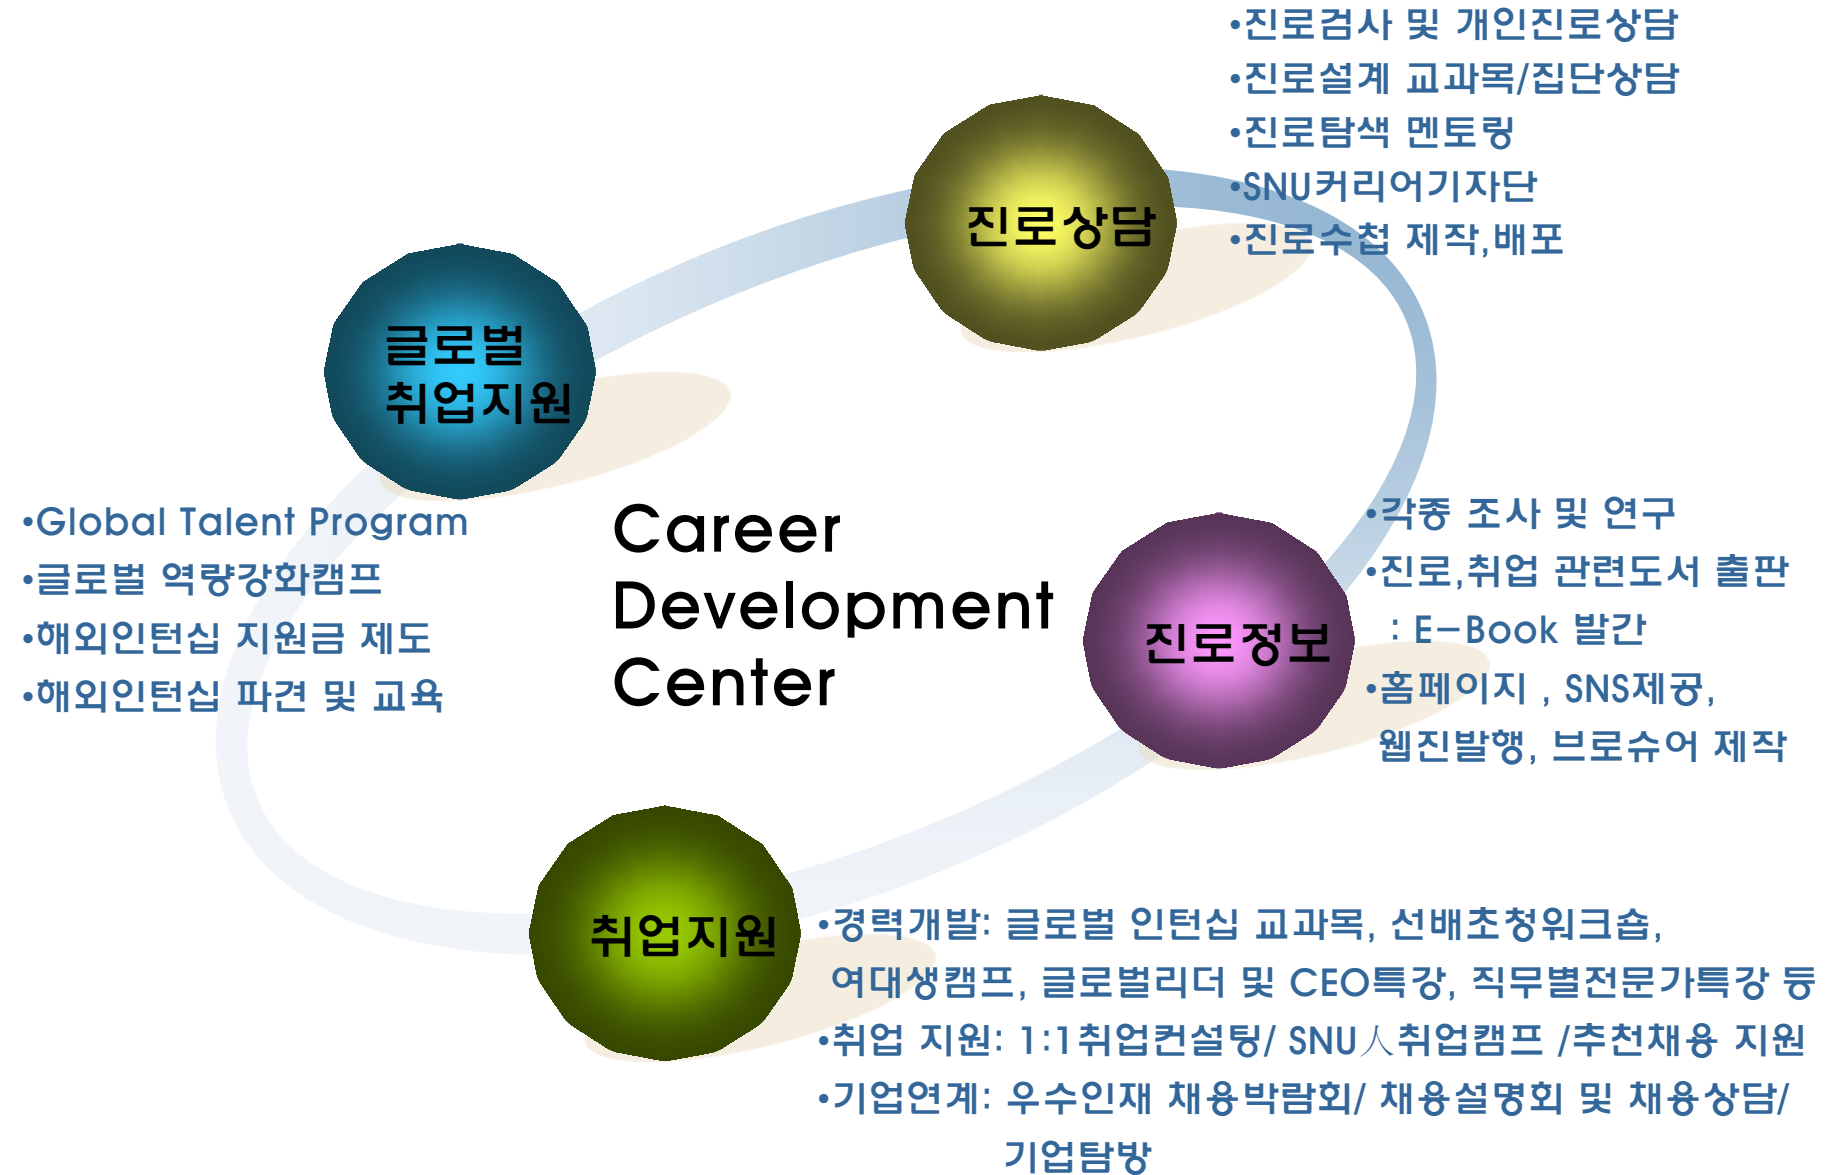 •진로검사 및 개인진로상담
•진로설계 교과목/집단상담
•진로탐색 멘토링
•SNU커리어기자단
•진로수첩 제작,배포
진로상담
글로벌
취업지원
•Global Talent Program
•글로벌 역량강화캠프
•해외인턴십 지원금 제도
•해외인턴십 파견 및 교육
Career
Development
Center
진로정보
•각종 조사 및 연구
•진로,취업 관련도서 출판
: E-Book 발간
•홈페이지 , SNS제공,
웹진발행, 브로슈어 제작
취업지원
•경력개발: 글로벌 인턴십 교과목, 선배초청워크숍,
여대생캠프, 글로벌리더 및 CEO특강, 직무별전문가특강 등
•취업 지원: 1:1취업컨설팅/ SNU人취업캠프 /추천채용 지원
•기업연계: 우수인재 채용박람회/ 채용설명회 및 채용상담/
기업탐방